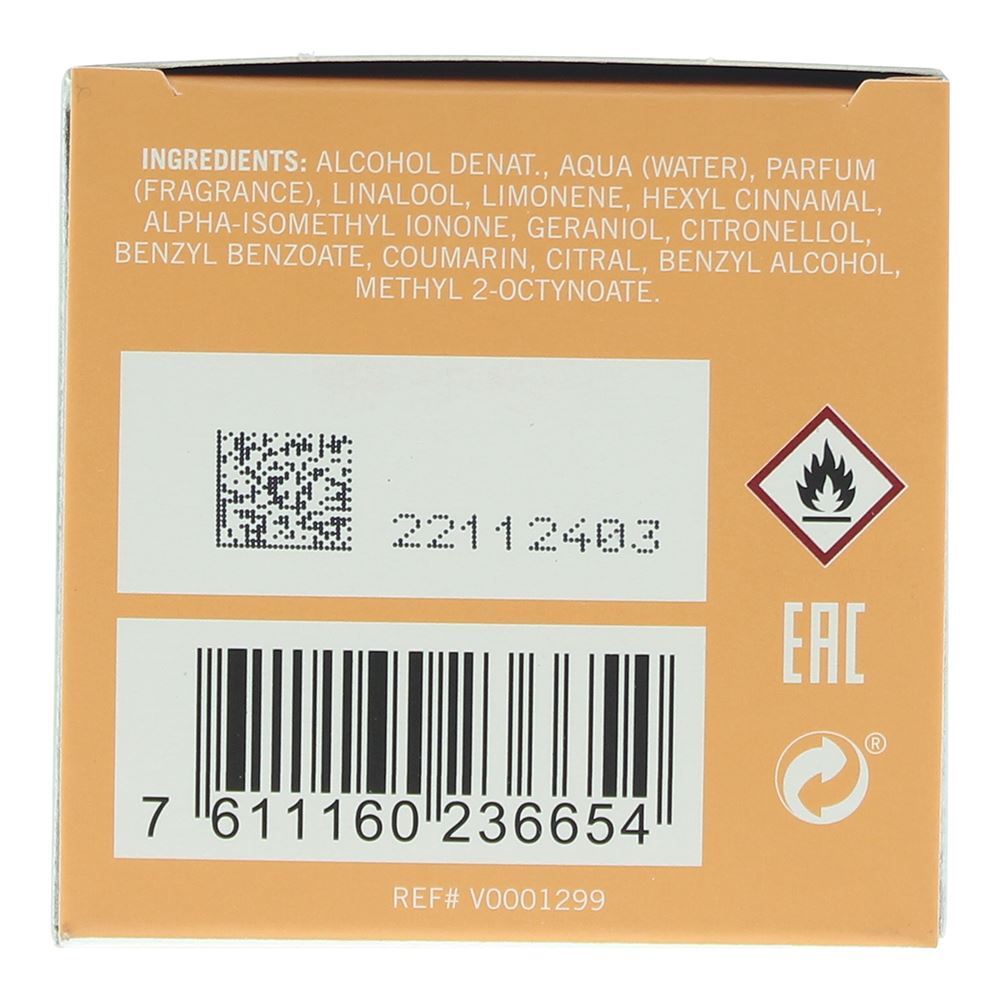 INGREDIENTS: ALCOHOL DENAT., AQUA (WATER), PARFUM
(FRAGRANCE), LINALOOL, LIMONENE, HEXYL CINNAMAL,
ALPHA-ISOMETHYL IONONE, GERANIOL, CITRONELLOL,
BENZYL BENZOATE, COUMARIN, CITRAL, BENZYL ALCOHOL,
METHYL 2-OCTYNOATE.
22112403
EAC
®
7 611160 236654
REF# V0001299